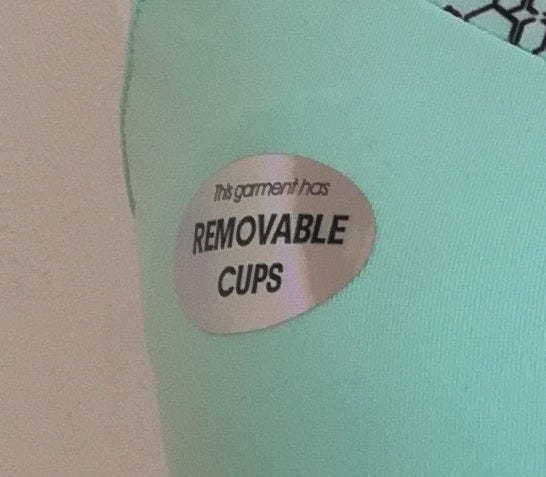 This garment has
REMOVABLE
CUPS